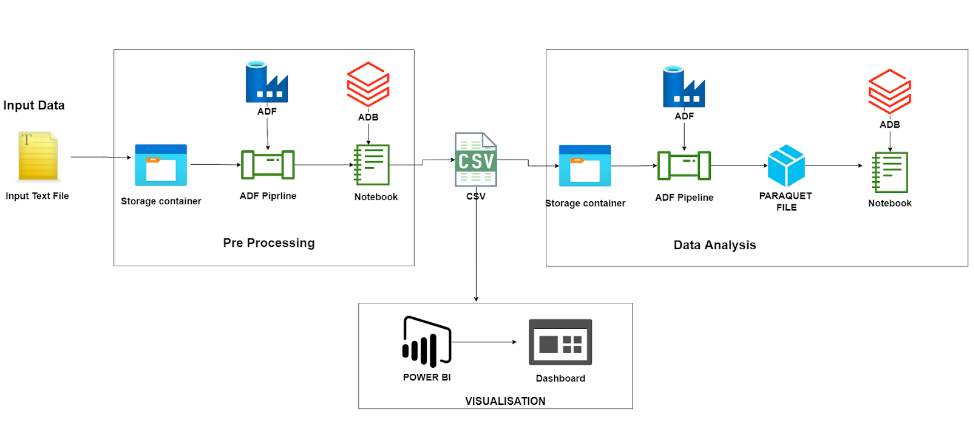 Input Data
T
Input Text File
ADF
ADB
Storage container
ADF Piprline
Notebook
Pre Processing
CSV
CSV
ADF
ADB
Storage container
ADF Pipeline
PARAQUET
FILE
Notebook
Data Analysis
POWER BI
Dashboard
VISUALISATION